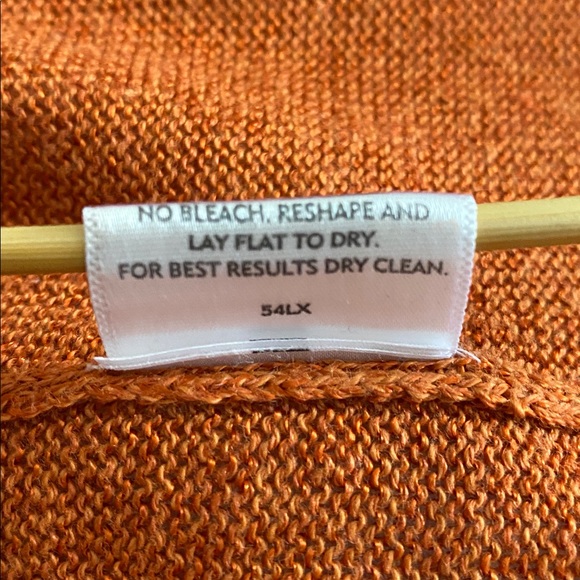 NO BLEACH, RESHAPE AND
LAY FLAT TO DRY.
FOR BEST RESULTS DRY CLEAN.
54LX